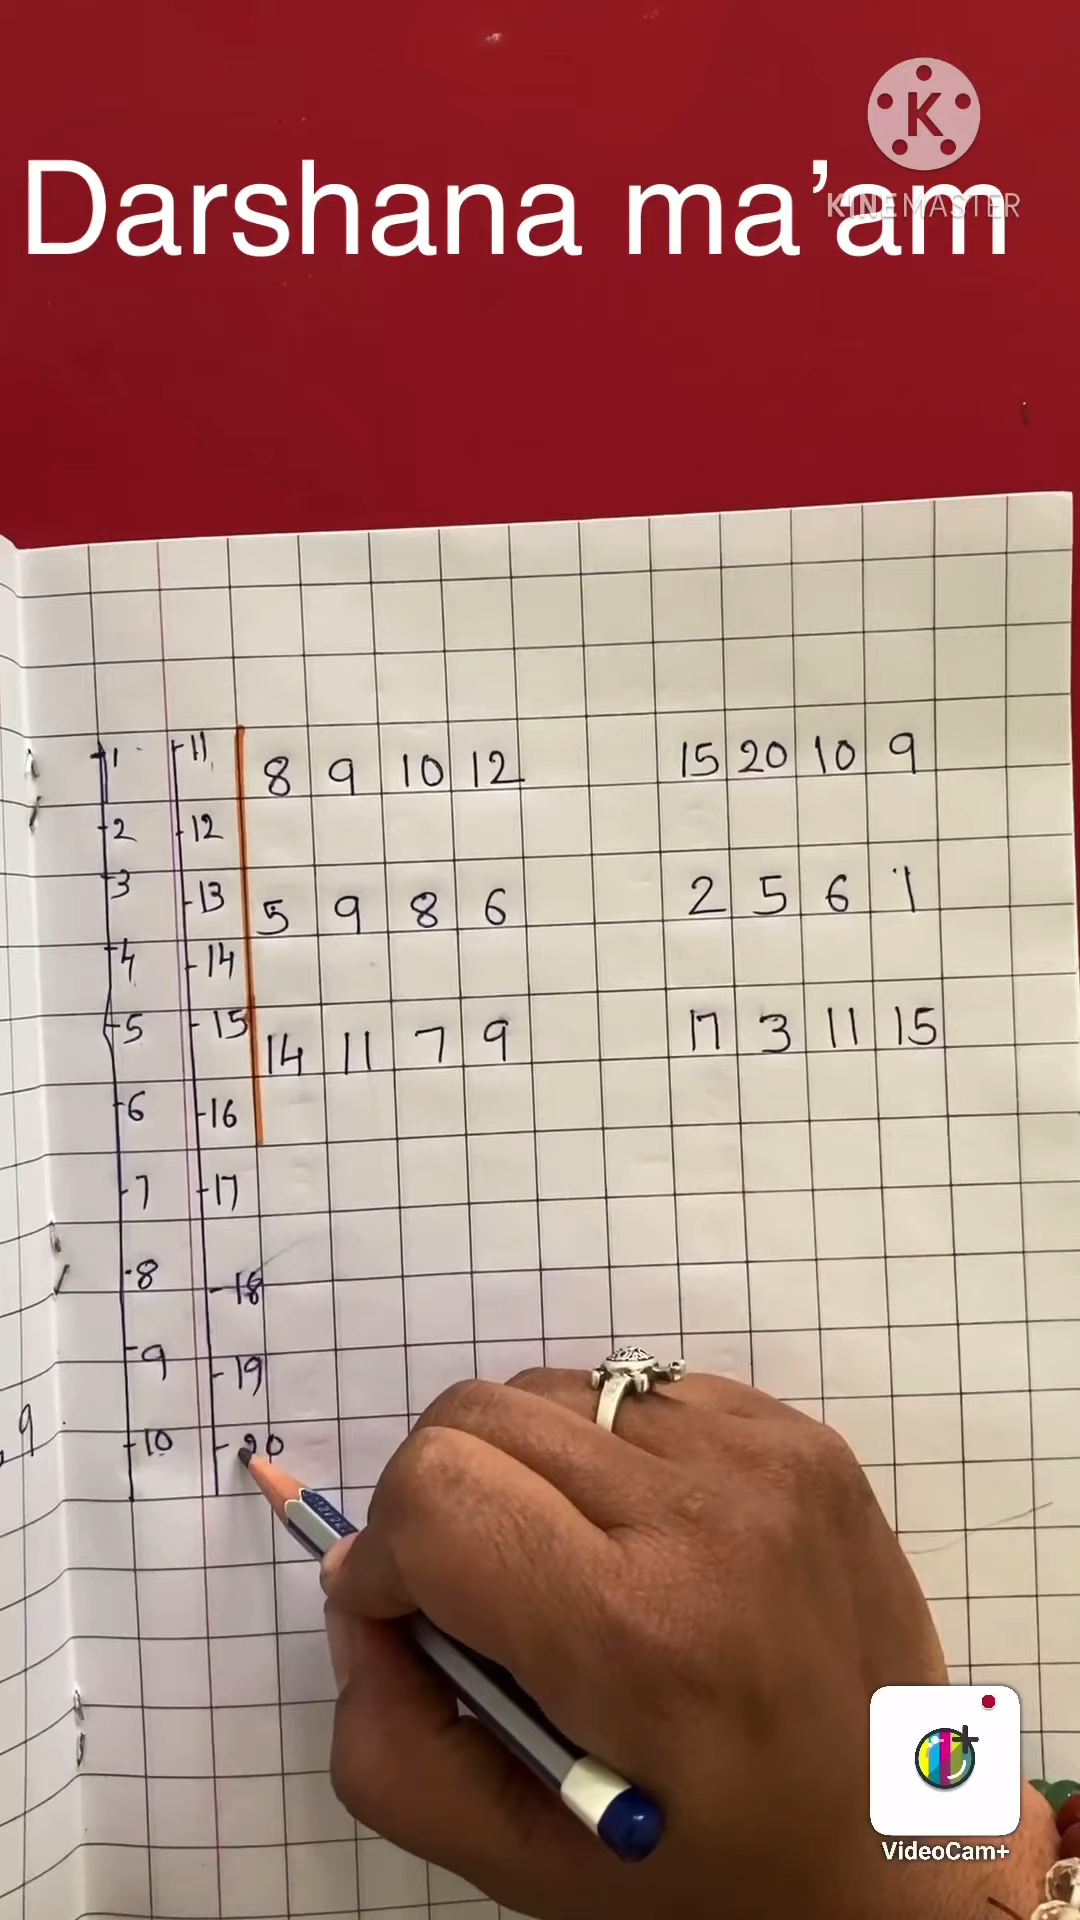 Darshana ma’am
K
KINEMASTER
1 11 8 9 10 12 15 20 10 9
2 12
3 13 5 9 8 6 2 5 6 1
4 14
5 15 14 11 7 9 17 3 11 15
6 16
7 17
8 18
9 19
9
10 20
VideoCam+